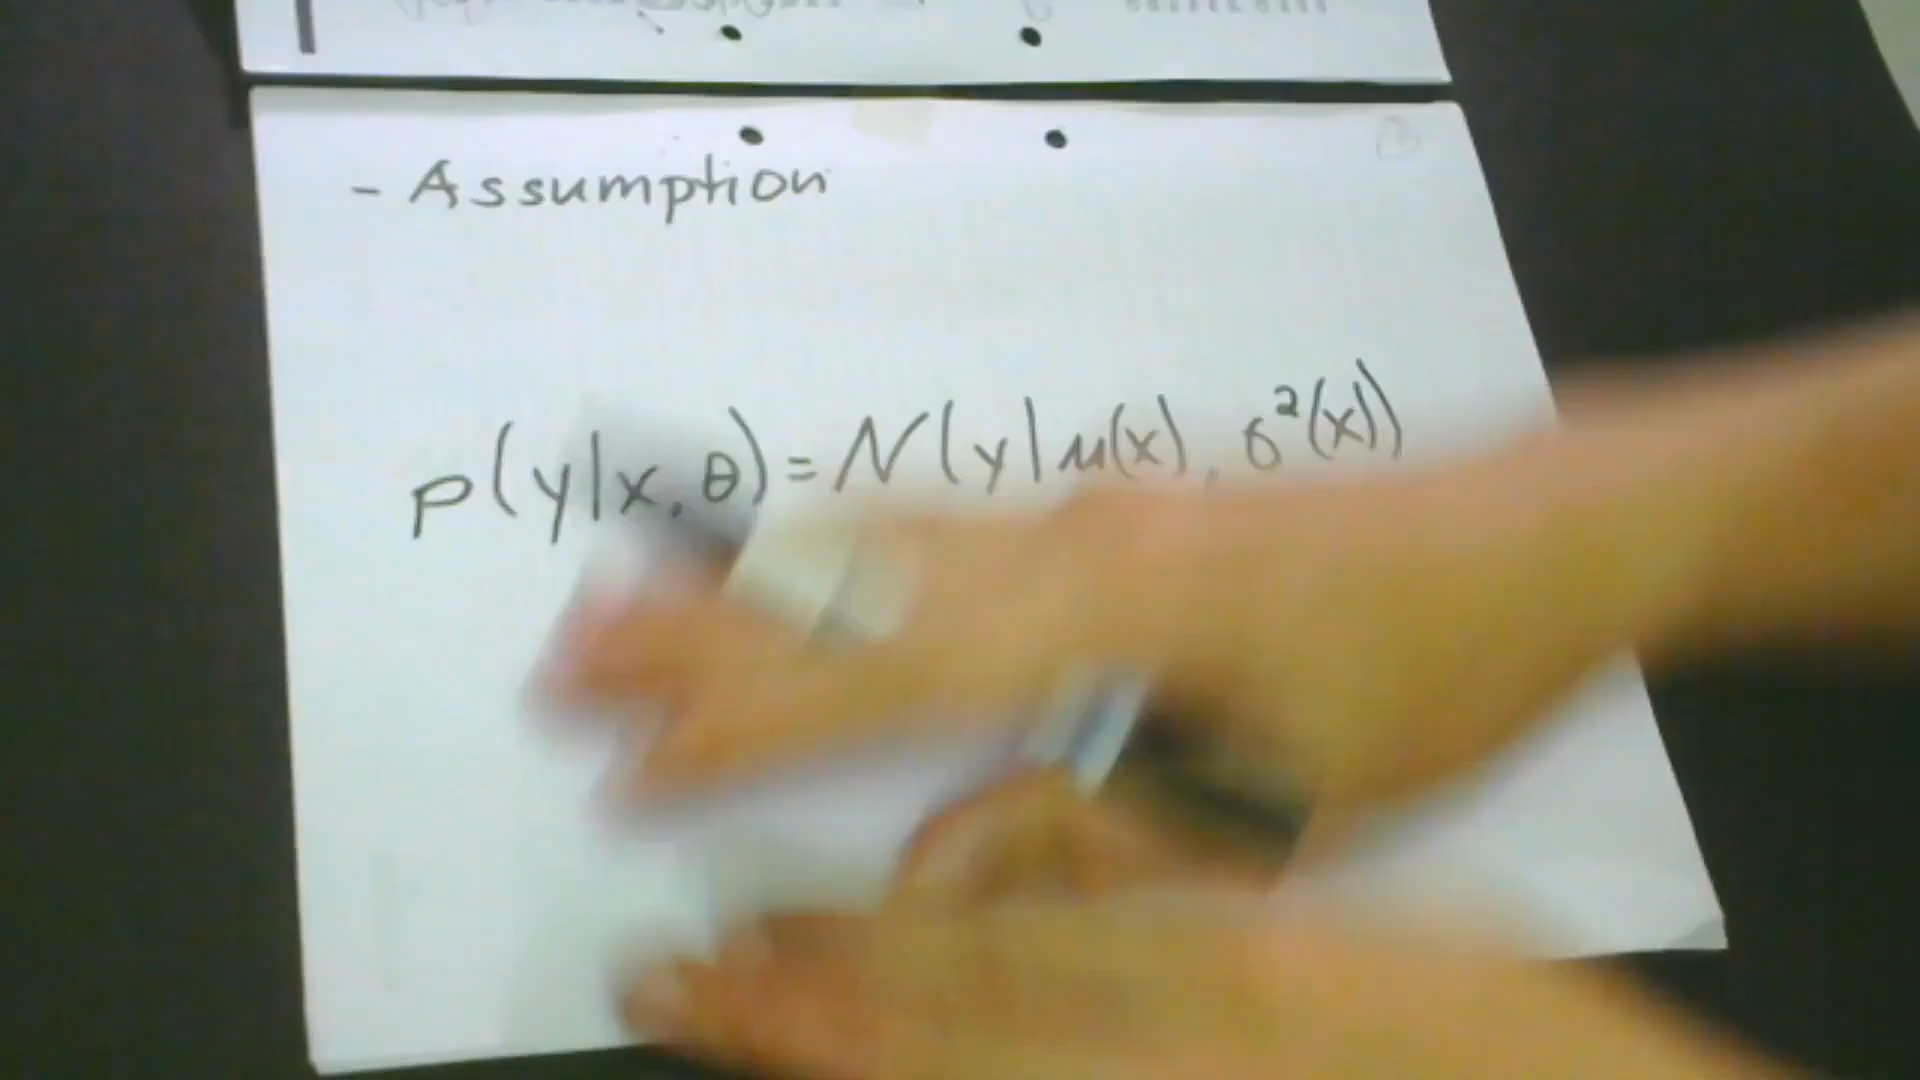 - Assumption
p(y|x, θ) = N(y|μ(x), σ²(x))